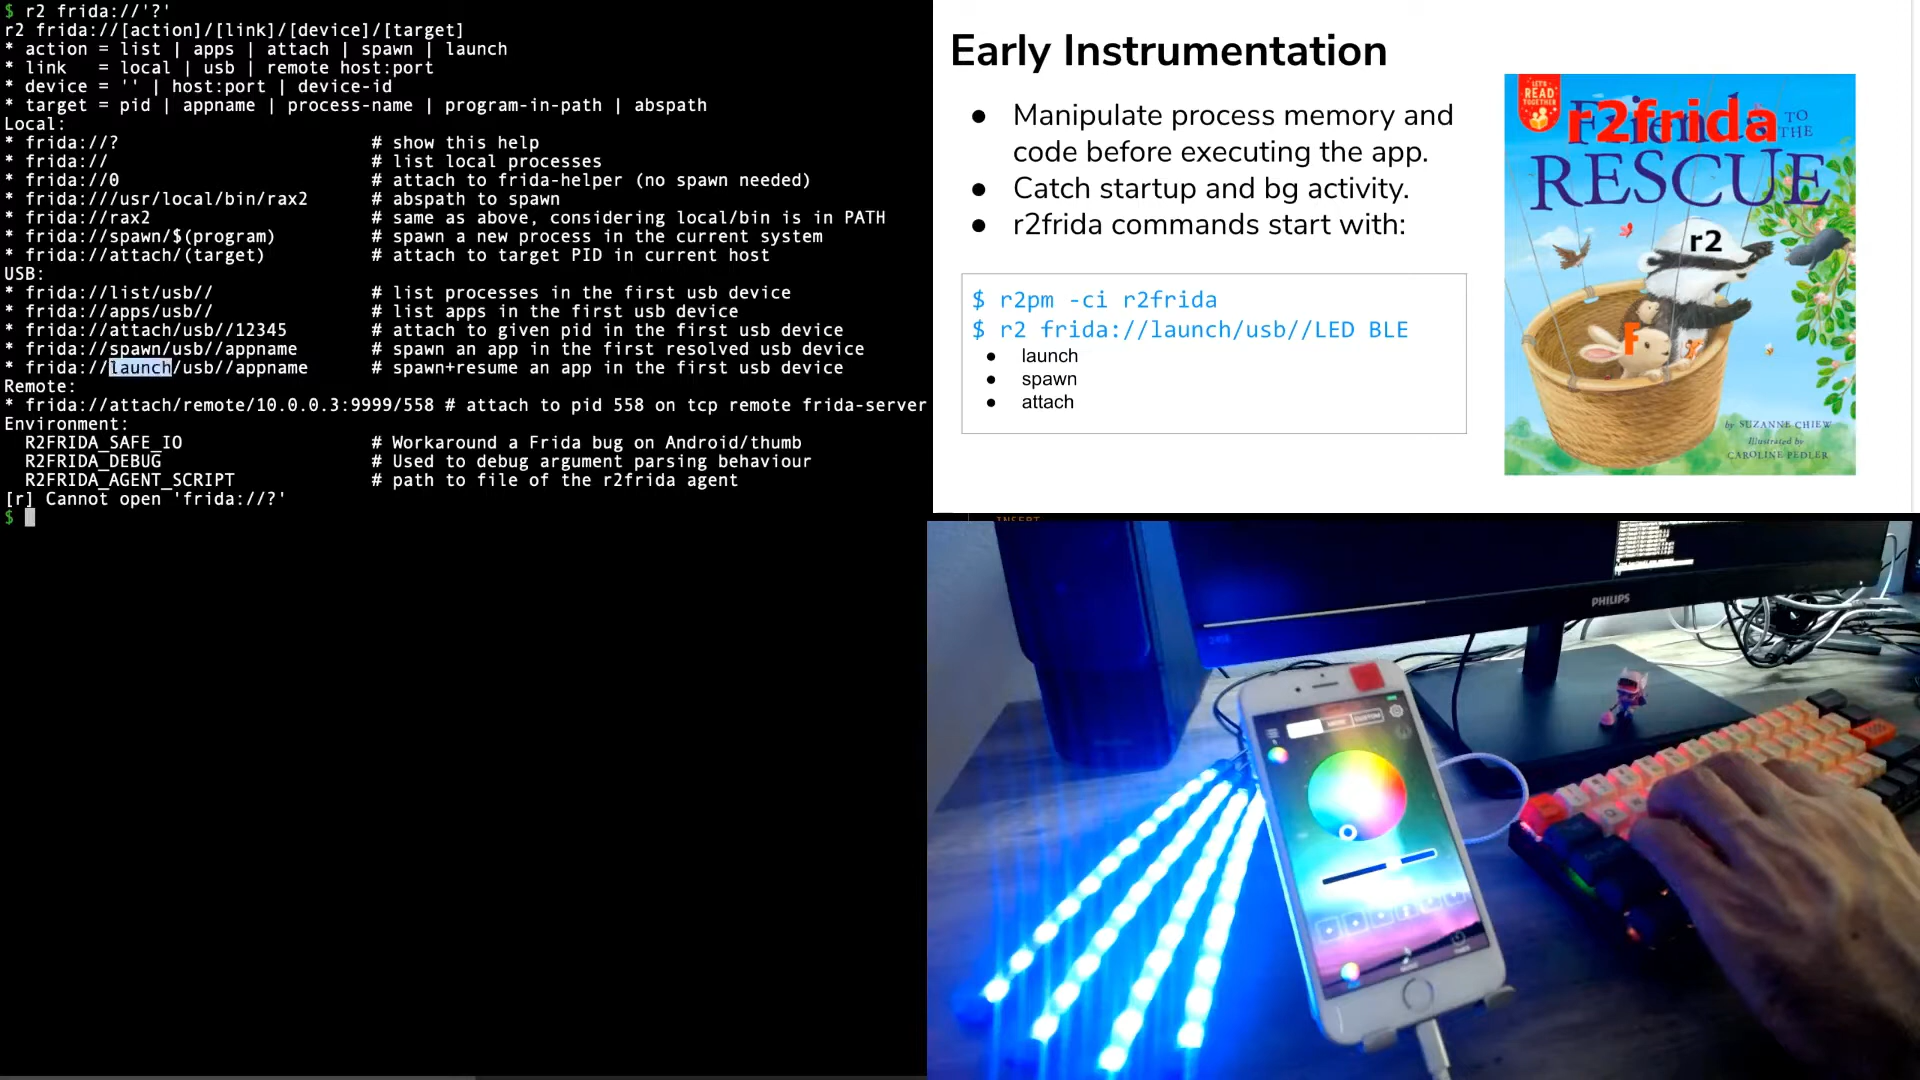 $ r2 frida://'?'
r2 frida://[action]/[link]/[device]/[target]
* action = list | apps | attach | spawn | launch
* link   = local | usb | remote host:port
* device = '' | host:port | device-id
* target = pid | appname | process-name | program-in-path | abspath
Local:
* frida://?                        # show this help
* frida://                         # list local processes
* frida://0                        # attach to frida-helper (no spawn needed)
* frida:///usr/local/bin/rax2      # abspath to spawn
* frida://rax2                     # same as above, considering local/bin is in PATH
* frida://spawn/$(program)         # spawn a new process in the current system
* frida://attach/(target)          # attach to target PID in current host
USB:
* frida://list/usb//               # list processes in the first usb device
* frida://apps/usb//               # list apps in the first usb device
* frida://attach/usb//12345        # attach to given pid in the first usb device
* frida://spawn/usb//appname       # spawn an app in the first resolved usb device
* frida://launch/usb//appname      # spawn+resume an app in the first usb device
Remote:
* frida://attach/remote/10.0.0.3:9999/558 # attach to pid 558 on tcp remote frida-server
Environment:
  R2FRIDA_SAFE_IO                  # Workaround a Frida bug on Android/thumb
  R2FRIDA_DEBUG                    # Used to debug argument parsing behaviour
  R2FRIDA_AGENT_SCRIPT             # path to file of the r2frida agent
[r] Cannot open 'frida://?'
$
Early Instrumentation
● Manipulate process memory and
code before executing the app.
● Catch startup and bg activity.
● r2frida commands start with:
$ r2pm -ci r2frida
$ r2 frida://launch/usb//LED BLE
● launch
● spawn
● attach
LET'S
READ
TOGETHER
r2frida
TO
THE
RESCUE
r2
F
by SUZANNE CHIEW
Illustrated by
CAROLINE PEDLER
PHILIPS
CUSTOM